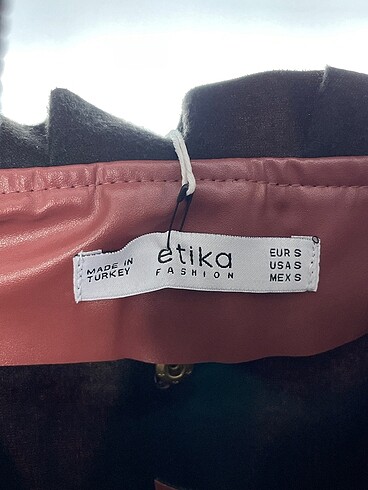 MADE IN
TURKEY
etika
FASHION
EUR S
USA S
MEX S